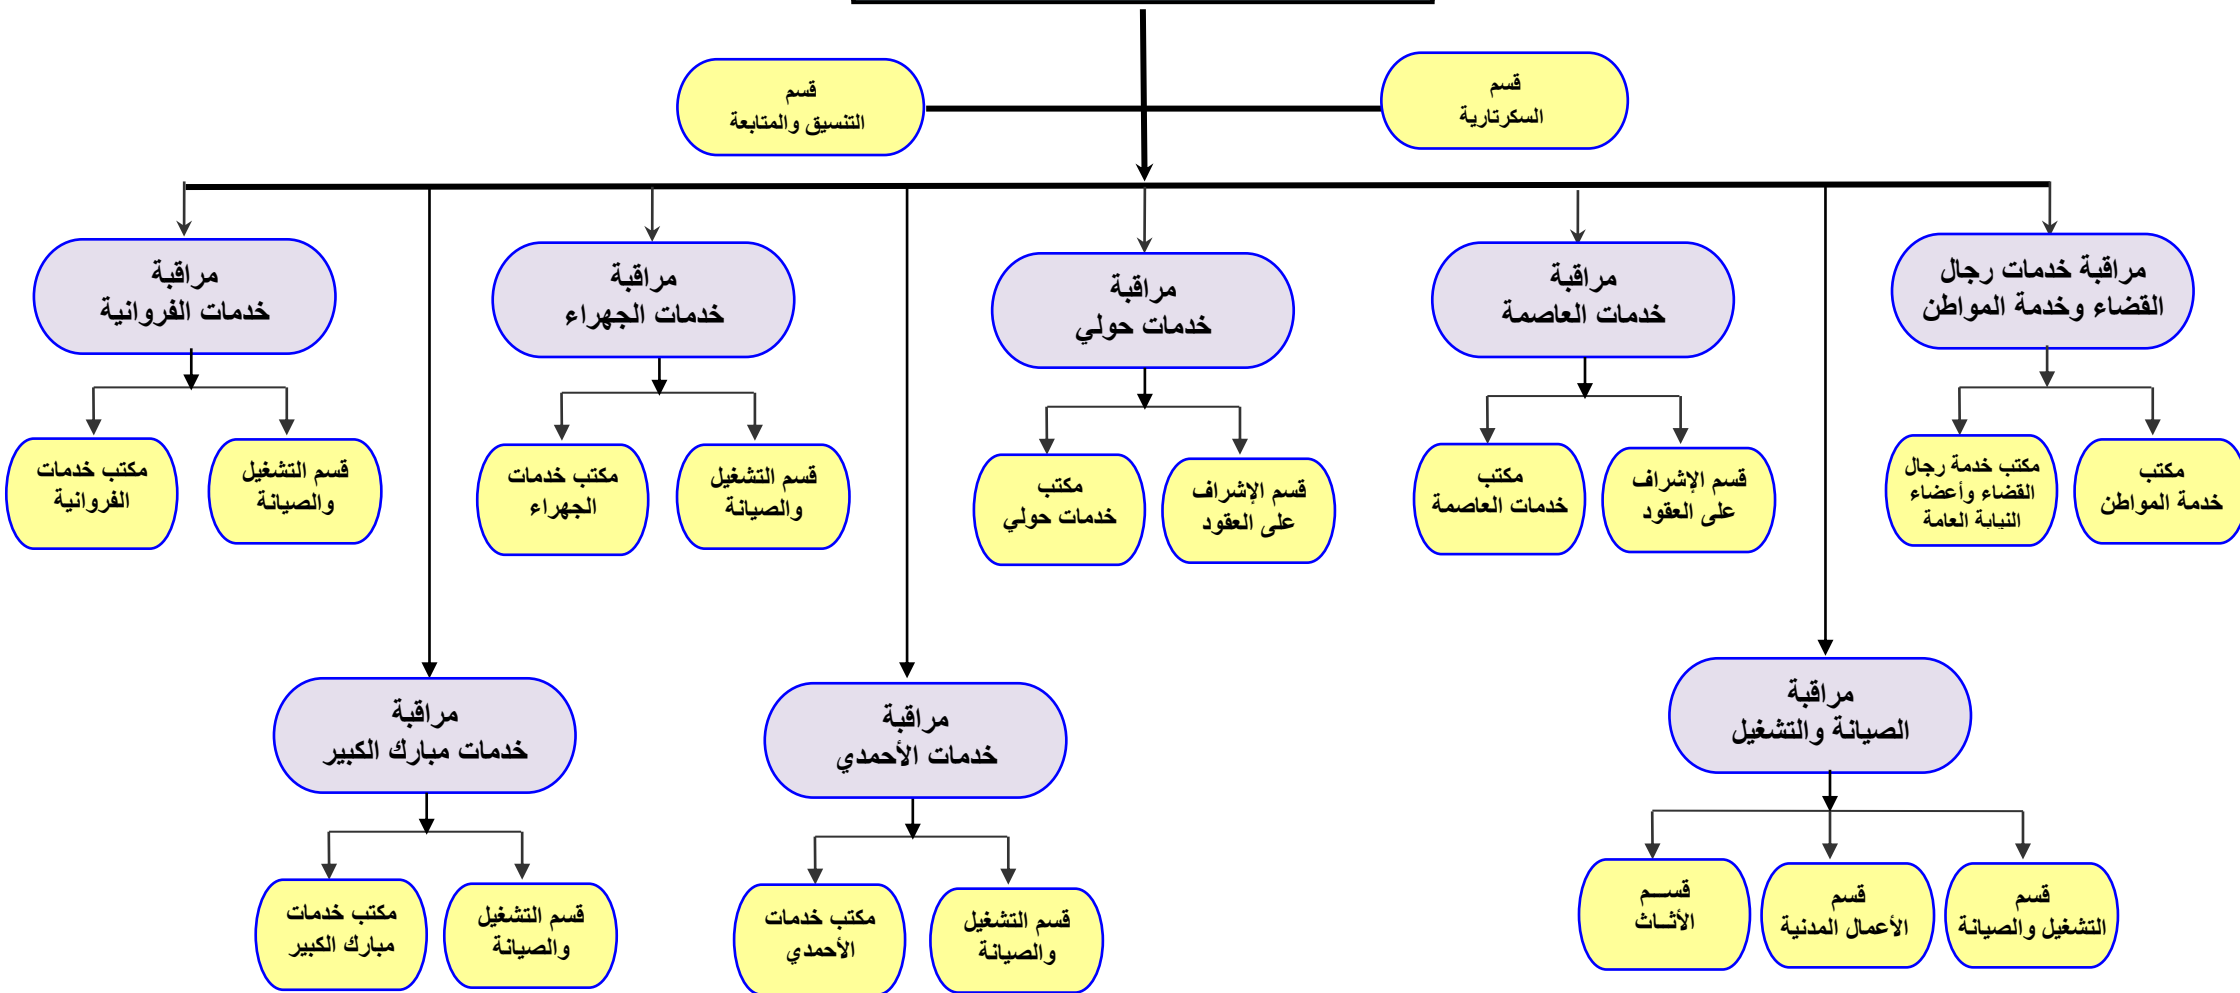 قسم
السكرتارية
قسم
التنسيق والمتابعة
مراقبة خدمات رجال
القضاء وخدمة المواطن
مراقبة
خدمات العاصمة
مراقبة
خدمات حولي
مراقبة
خدمات الجهراء
مراقبة
خدمات الفروانية
مكتب
خدمة المواطن
مكتب خدمة رجال
القضاء وأعضاء
النيابة العامة
قسم الإشراف
على العقود
مكتب
خدمات العاصمة
قسم الإشراف
على العقود
مكتب
خدمات حولي
قسم التشغيل
والصيانة
مكتب خدمات
الجهراء
قسم التشغيل
والصيانة
مكتب خدمات
الفروانية
مراقبة
الصيانة والتشغيل
مراقبة
خدمات الأحمدي
مراقبة
خدمات مبارك الكبير
قسم
التشغيل والصيانة
قسم
الأعمال المدنية
قســـم
الأثــاث
قسم التشغيل
والصيانة
مكتب خدمات
الأحمدي
قسم التشغيل
والصيانة
مكتب خدمات
مبارك الكبير